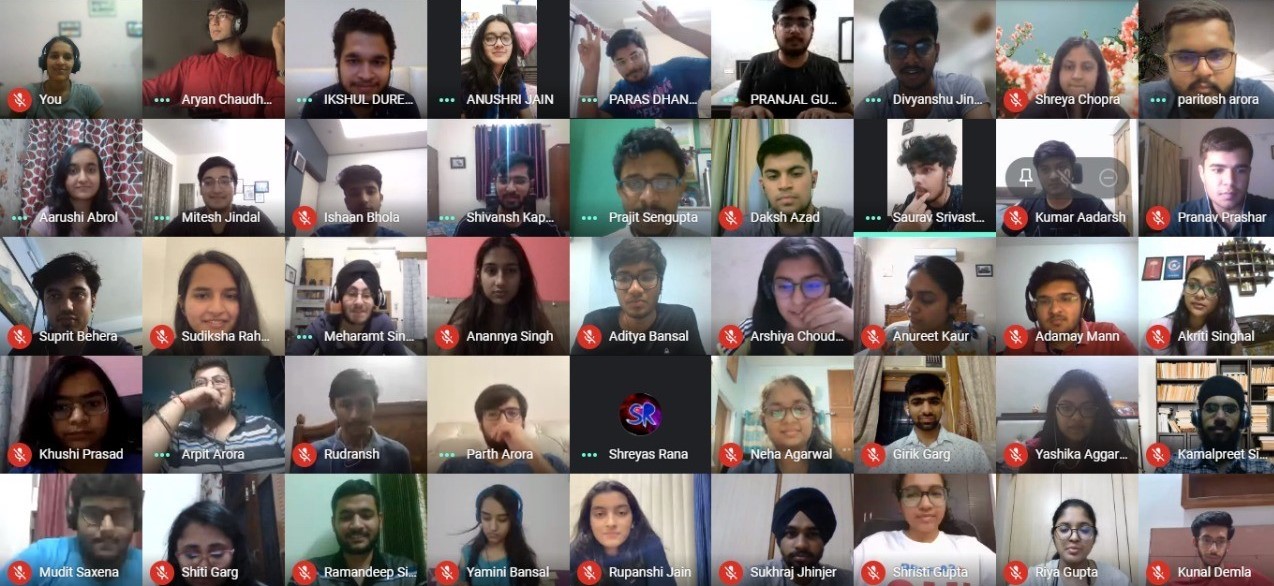 You
Aryan Chaudh...
IKSHUL DURE...
ANUSHRI JAIN
PARAS DHAN...
PRANJAL GU...
Divyanshu Jin...
Shreya Chopra
paritosh arora
Aarushi Abrol
Mitesh Jindal
Ishaan Bhola
Shivansh Kap...
Prajit Sengupta
Daksh Azad
Saurav Srivast...
Kumar Aadarsh
Pranav Prashar
Suprit Behera
Sudiksha Rah...
Meharamt Sin...
Anannya Singh
Aditya Bansal
Arshiya Choud...
Anureet Kaur
Adamay Mann
Akriti Singhal
Khushi Prasad
Arpit Arora
Rudransh
Parth Arora
SR
Shreyas Rana
Neha Agarwal
Girik Garg
Yashika Aggar...
Kamalpreet Si...
Mudit Saxena
Shiti Garg
Ramandeep Si...
Yamini Bansal
Rupanshi Jain
Sukhraj Jhinjer
Shristi Gupta
Riya Gupta
Kunal Demla